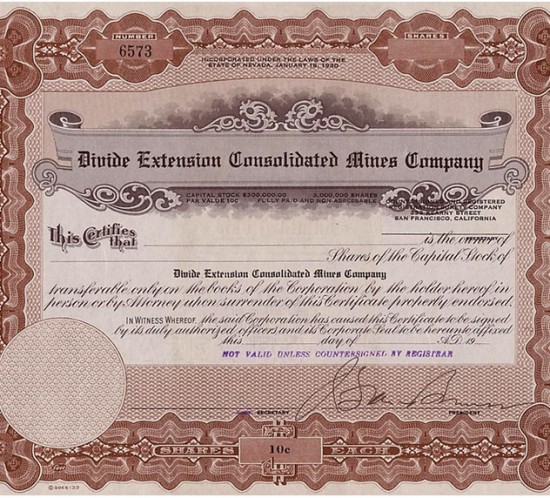 NUMBER
6573
SHARES
INCORPORATED UNDER THE LAWS OF THE
STATE OF NEVADA, JANUARY 19, 1920
Divide Extension Consolidated Mines Company
CAPITAL STOCK $300,000.00 3,000,000 SHARES
PAR VALUE 10¢ FULLY PAID AND NON-ASSESSABLE
REGISTERED
COMPANY
KEARNY STREET
SAN FRANCISCO, CALIFORNIA
This Certifies
that
is the owner of
Shares of the Capital Stock of
Divide Extension Consolidated Mines Company
transferable only on the books of the Corporation by the holder hereof in
person or by Attorney upon surrender of this Certificate properly endorsed.
IN WITNESS WHEREOF, the said Corporation has caused this Certificate to be signed
by its duly authorized officers and its Corporate Seal to be hereunto affixed
this day of A.D. 19
NOT VALID UNLESS COUNTERSIGNED BY REGISTRAR
SECRETARY
PRESIDENT
SHARES 10¢ EACH